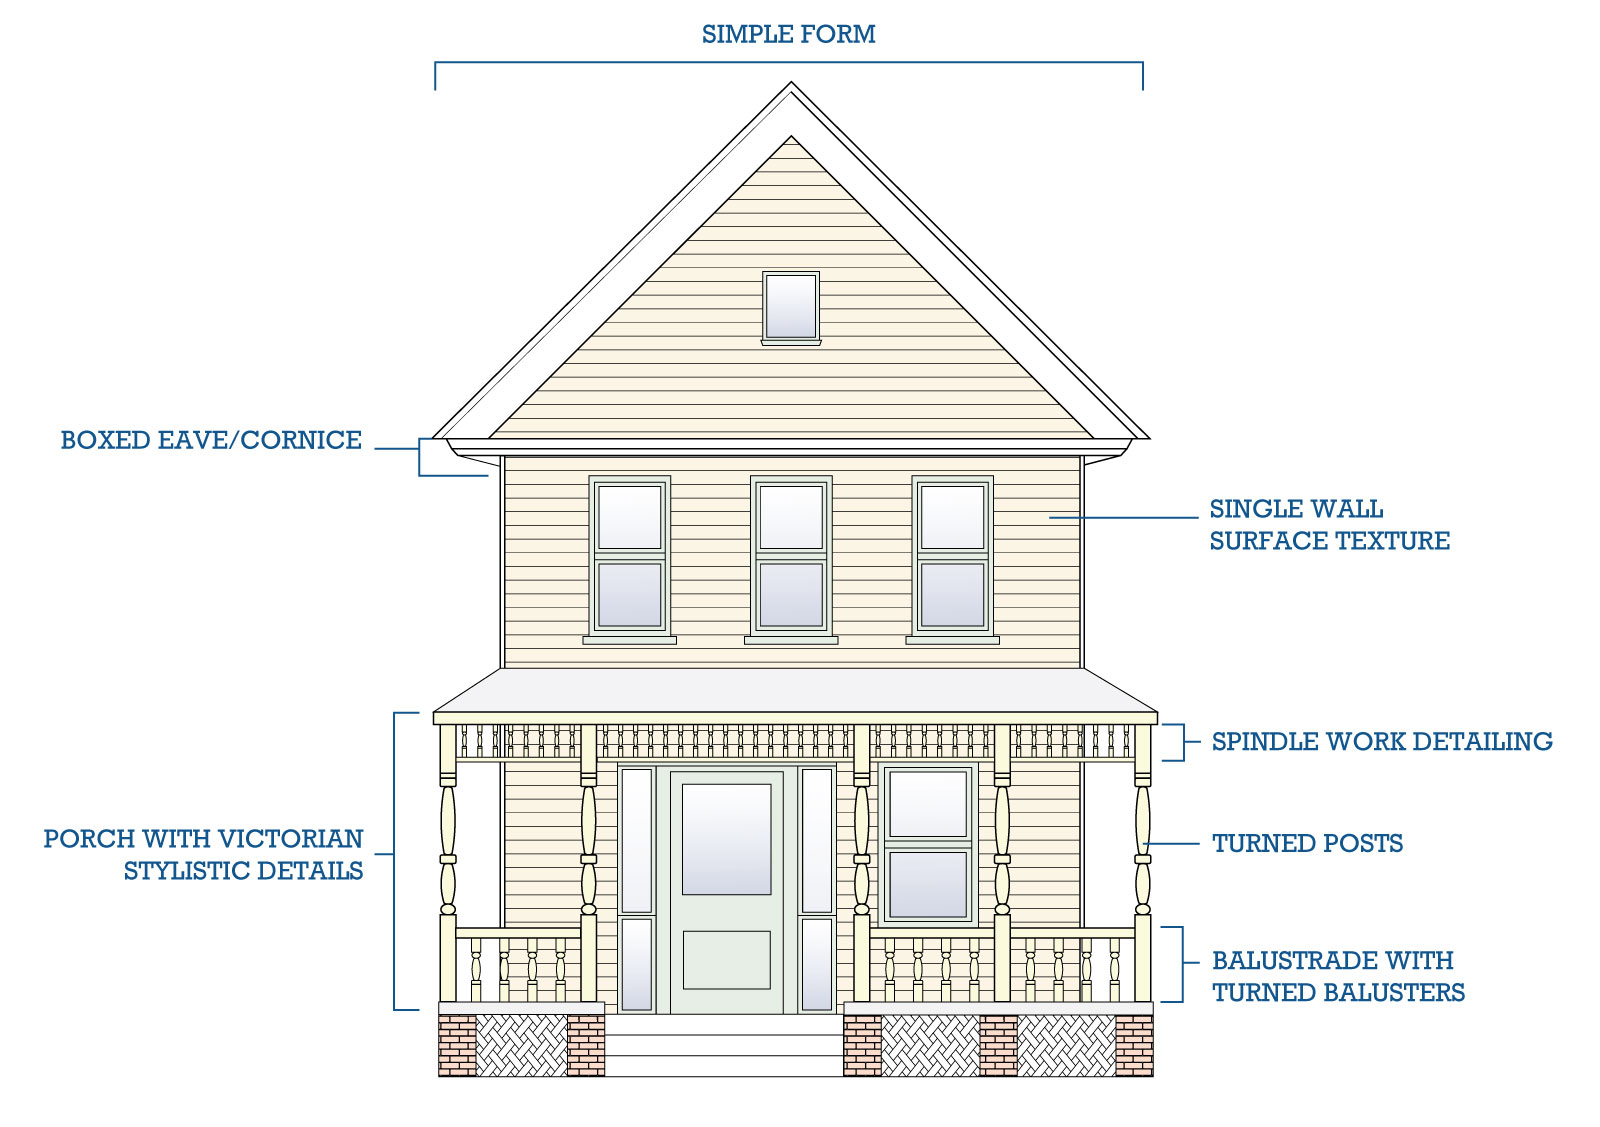 SIMPLE FORM
BOXED EAVE/CORNICE
SINGLE WALL
SURFACE TEXTURE
SPINDLE WORK DETAILING
PORCH WITH VICTORIAN
STYLISTIC DETAILS
TURNED POSTS
BALUSTRADE WITH
TURNED BALUSTERS